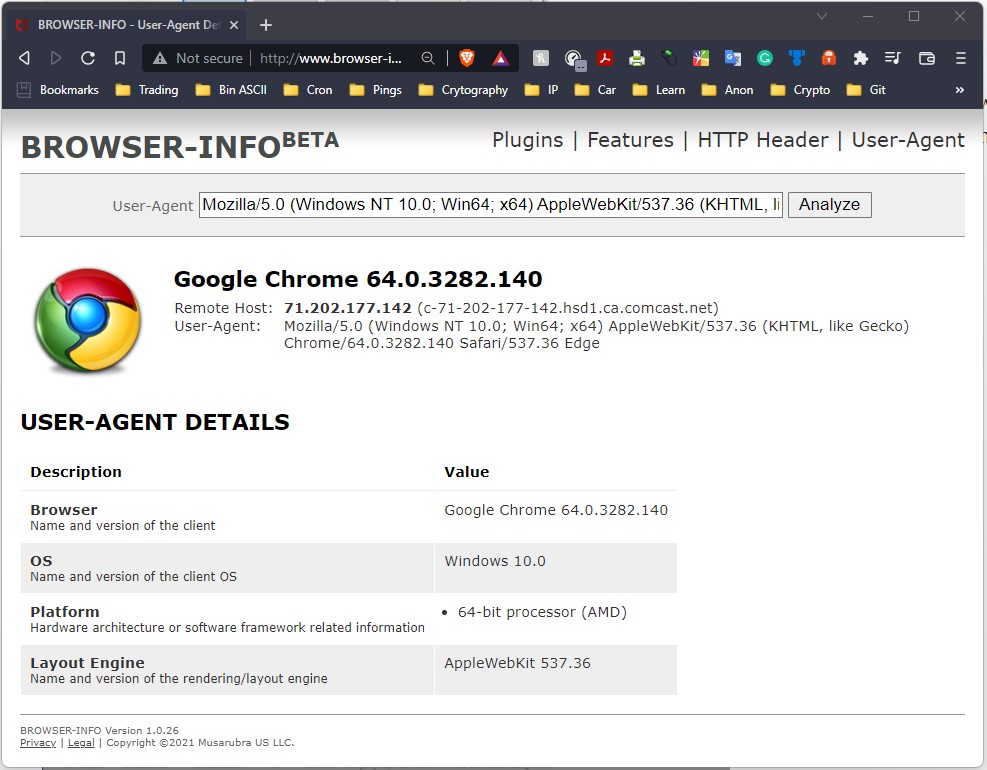 BROWSER-INFO - User-Agent De
Not secure | http://www.browser-i...
Bookmarks Trading Bin ASCII Cron Pings Crytography IP Car Learn Anon Crypto Git »
BROWSER-INFO BETA
Plugins | Features | HTTP Header | User-Agent
User-Agent Mozilla/5.0 (Windows NT 10.0; Win64; x64) AppleWebKit/537.36 (KHTML, li Analyze
Google Chrome 64.0.3282.140
Remote Host: 71.202.177.142 (c-71-202-177-142.hsd1.ca.comcast.net)
User-Agent: Mozilla/5.0 (Windows NT 10.0; Win64; x64) AppleWebKit/537.36 (KHTML, like Gecko)
Chrome/64.0.3282.140 Safari/537.36 Edge
USER-AGENT DETAILS
Description Value
Browser Google Chrome 64.0.3282.140
Name and version of the client
OS Windows 10.0
Name and version of the client OS
Platform • 64-bit processor (AMD)
Hardware architecture or software framework related information
Layout Engine AppleWebKit 537.36
Name and version of the rendering/layout engine
BROWSER-INFO Version 1.0.26
Privacy | Legal | Copyright ©2021 Musarubra US LLC.